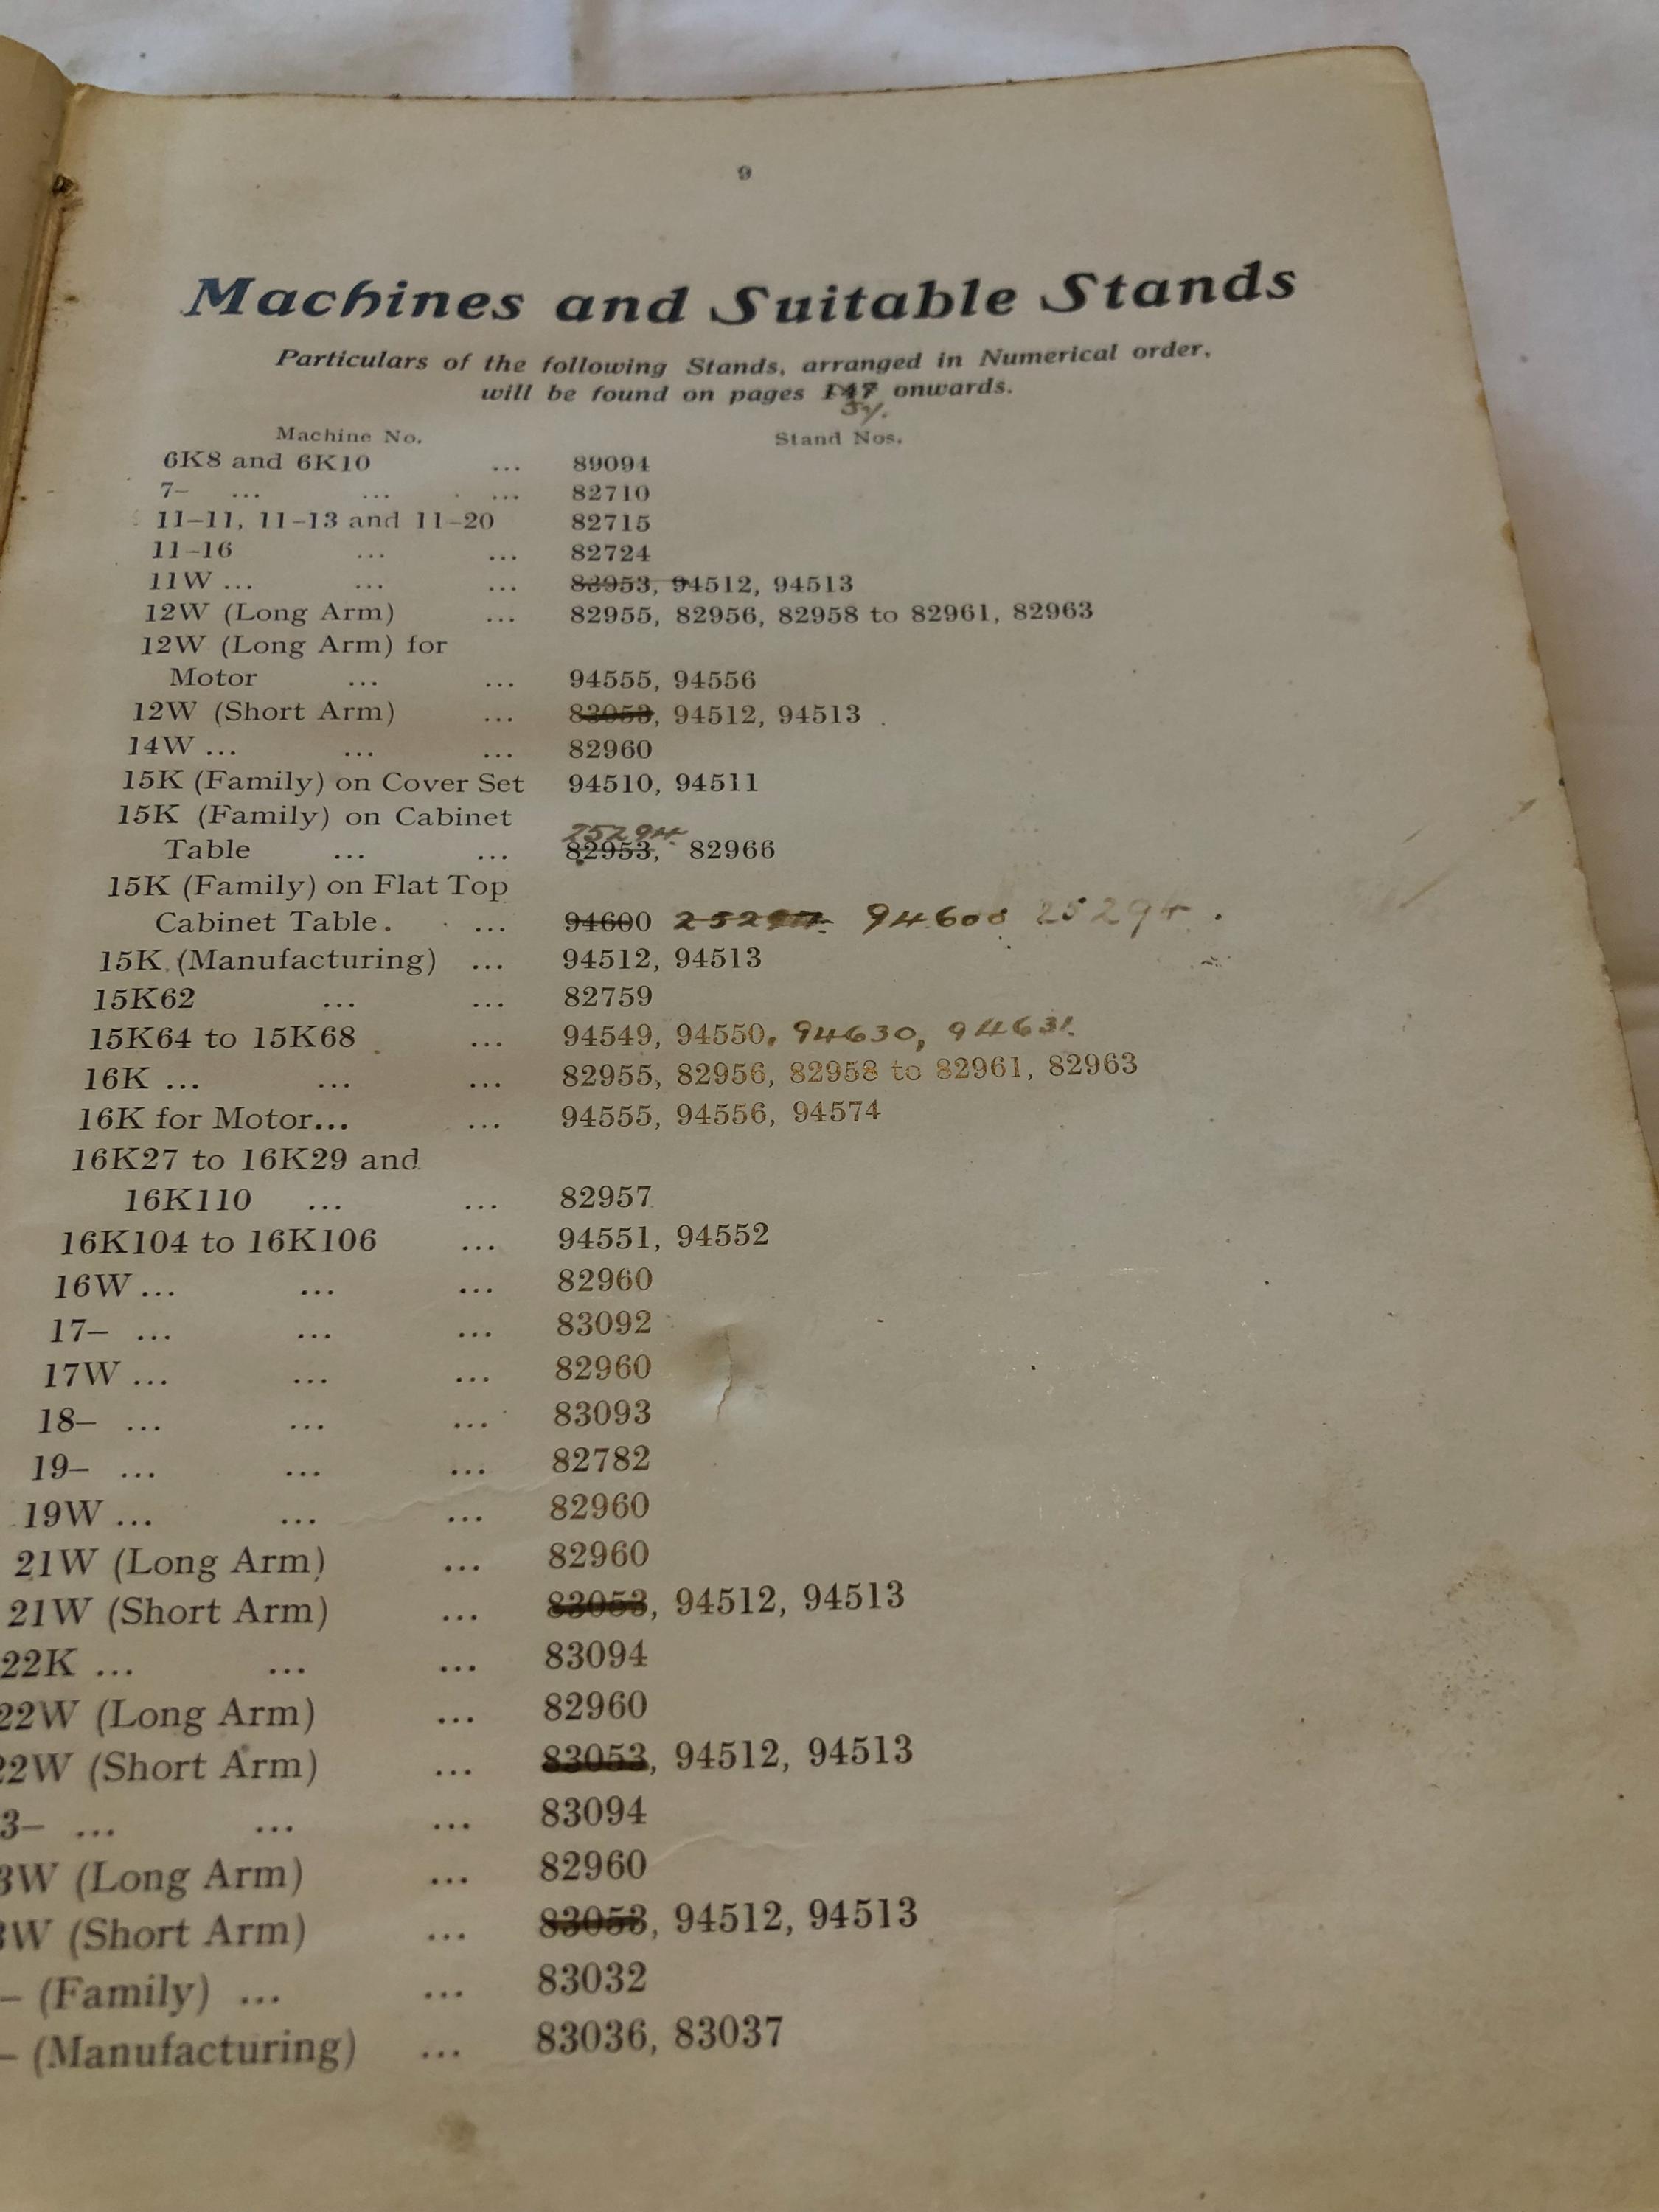 9
Machines and Suitable Stands
Particulars of the following Stands, arranged in Numerical order,
will be found on pages 147 onwards.
Machine No. Stand Nos.
6K8 and 6K10 ... 89094
7– ... ... ... 82710
11–11, 11–13 and 11–20 82715
11–16 ... ... 82724
11W ... ... ... 83953, 94512, 94513
12W (Long Arm) ... 82955, 82956, 82958 to 82961, 82963
12W (Long Arm) for
Motor ... ... 94555, 94556
12W (Short Arm) ... 83053, 94512, 94513
14W ... ... ... 82960
15K (Family) on Cover Set 94510, 94511
15K (Family) on Cabinet
25294
Table ... ... 82953, 82966
15K (Family) on Flat Top
Cabinet Table . ... 94600 25294 94600 25294.
15K (Manufacturing) ... 94512, 94513
15K62 ... ... 82759
15K64 to 15K68 ... 94549, 94550, 94630, 94631.
16K ... ... ... 82955, 82956, 82958 to 82961, 82963
16K for Motor... ... 94555, 94556, 94574
16K27 to 16K29 and
16K110 ... ... 82957
16K104 to 16K106 ... 94551, 94552
16W ... ... ... 82960
17– ... ... ... 83092
17W ... ... ... 82960
18– ... ... ... 83093
19– ... ... ... 82782
19W ... ... ... 82960
21W (Long Arm) ... 82960
21W (Short Arm) ... 83053, 94512, 94513
22K ... ... ... 83094
22W (Long Arm) ... 82960
22W (Short Arm) ... 83053, 94512, 94513
3– ... ... ... 83094
3W (Long Arm) ... 82960
3W (Short Arm) ... 83053, 94512, 94513
– (Family) ... ... 83032
– (Manufacturing) ... 83036, 83037